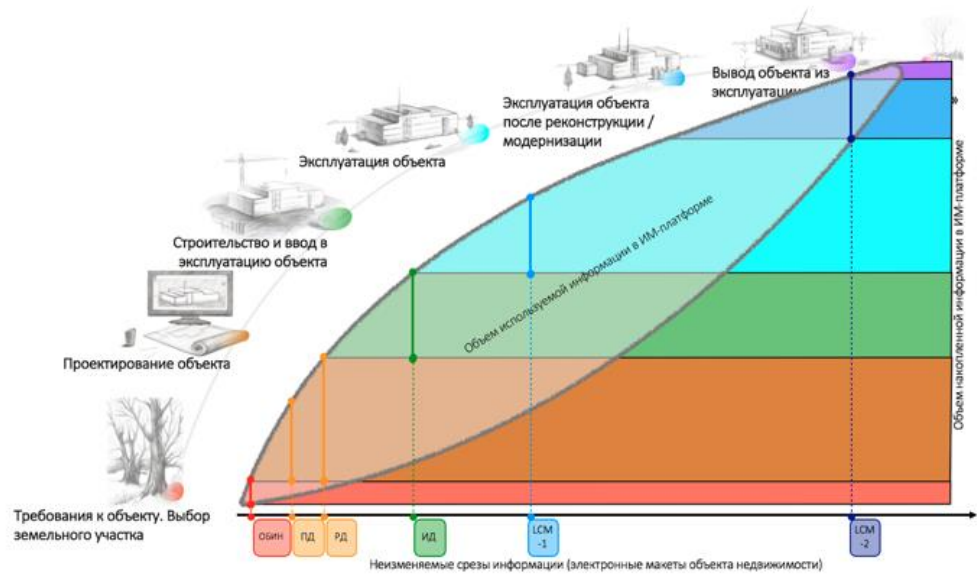 Вывод объекта из
эксплуатации
»
Эксплуатация объекта
после реконструкции /
модернизации
Эксплуатация объекта
Строительство и ввод в
эксплуатацию объекта
Проектирование объекта
Требования к объекту. Выбор
земельного участка
Объем используемой информации в ИМ-платформе
Объем накопленной информации в ИМ-платформе
ОБИН
ПД
РД
ИД
LCM
-1
LCM
-2
Неизменяемые срезы информации (электронные макеты объекта недвижимости)